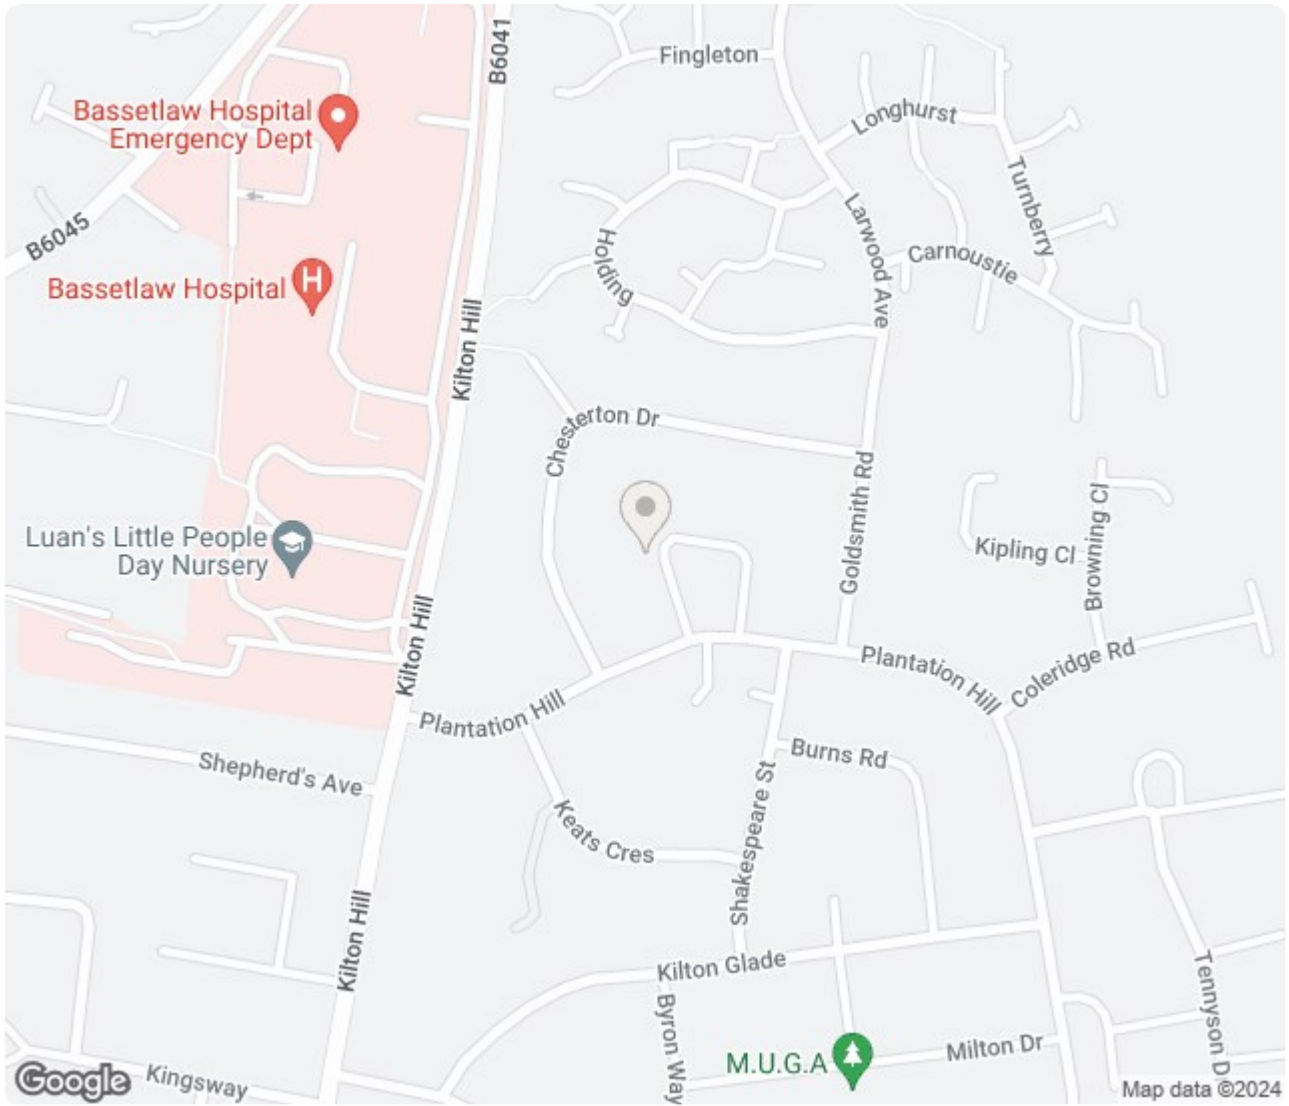 B6041
Fingleton
Bassetlaw Hospital
Emergency Dept
Longhurst
Turnberry
B6045
Larwood Ave
Holding
Carnoustie
Bassetlaw Hospital
H
Kilton Hill
Chesterton Dr
Goldsmith Rd
Browning Cl
Kipling Cl
Luan's Little People
Day Nursery
Kilton Hill
Plantation Hill
Coleridge Rd
Plantation Hill
Shepherd's Ave
Burns Rd
Keats Cres
Shakespeare St
Kilton Hill
Kilton Glade
Tennyson D
Byron Way
M.U.G.A
Milton Dr
Google
Kingsway
Map data ©2024